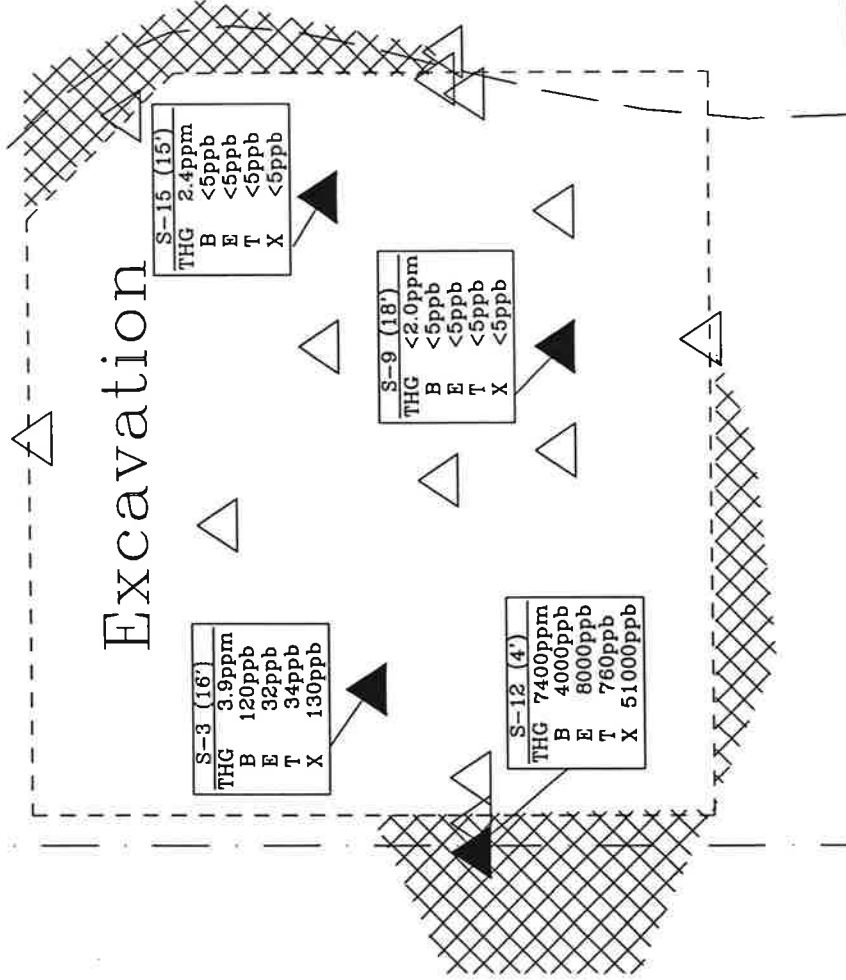 Excavation
S-15 (15')
THG 2.4ppm
B <5ppb
E <5ppb
T <5ppb
X <5ppb
S-9 (18')
THG <2.0ppm
B <5ppb
E <5ppb
T <5ppb
X <5ppb
S-3 (16')
THG 3.9ppm
B 120ppb
E 32ppb
T 34ppb
X 130ppb
S-12 (4')
THG 7400ppm
B 4000ppb
E 8000ppb
T 760ppb
X 51000ppb